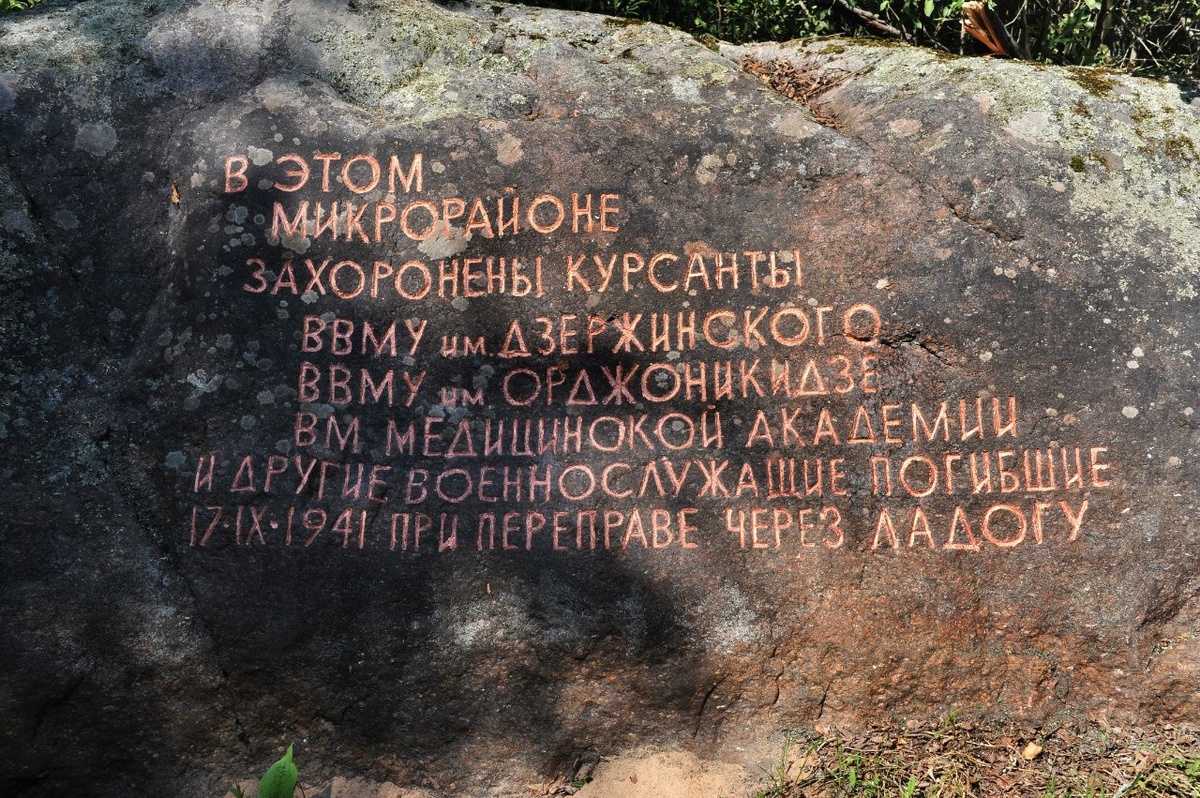 В ЭТОМ
МИКРОРАЙОНЕ
ЗАХОРОНЕНЫ КУРСАНТЫ
ВВМУ им. ДЗЕРЖИНСКОГО
ВВМУ им ОРДЖОНИКИДЗЕ
ВМ МЕДИЦИНСКОЙ АКАДЕМИИ
И ДРУГИЕ ВОЕННОСЛУЖАЩИЕ ПОГИБШИЕ
17·IX·1941 ПРИ ПЕРЕПРАВЕ ЧЕРЕЗ ЛАДОГУ